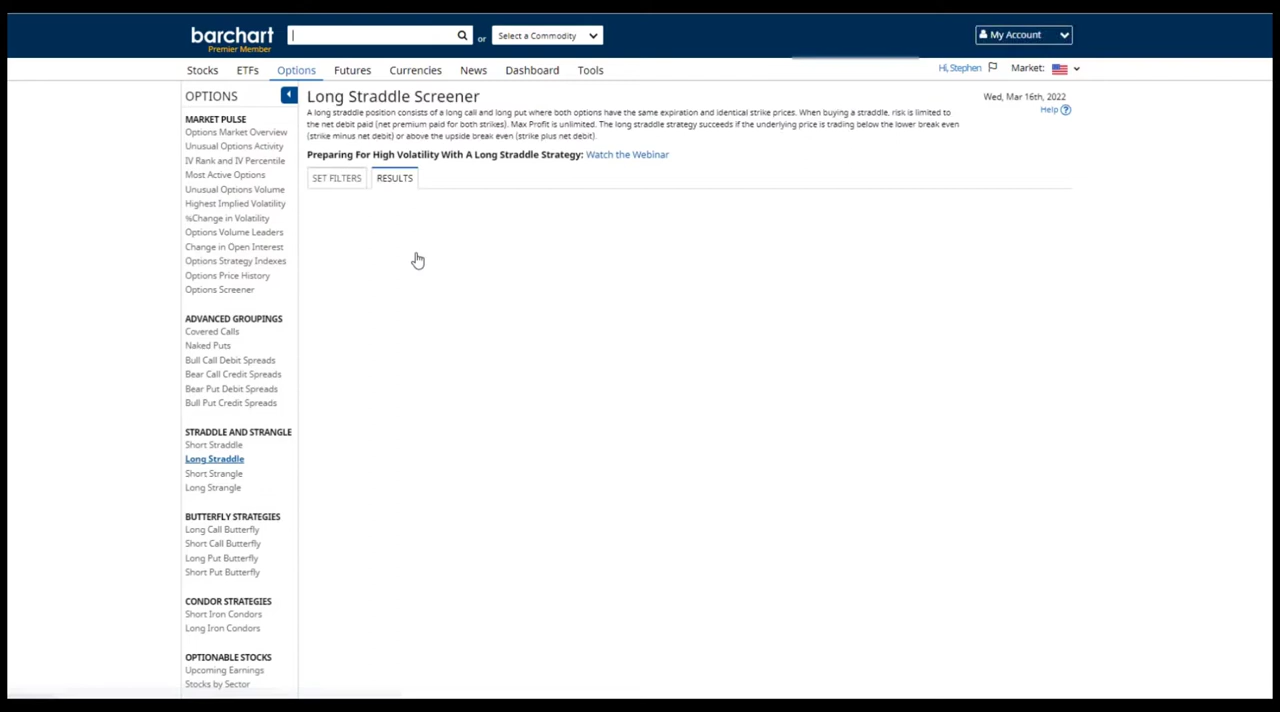 barchart
Premier Member
or
Select a Commodity
My Account
Stocks
ETFs
Options
Futures
Currencies
News
Dashboard
Tools
Hi, Stephen
Market:
OPTIONS
MARKET PULSE
Options Market Overview
Unusual Options Activity
IV Rank and IV Percentile
Most Active Options
Unusual Options Volume
Highest Implied Volatility
%Change in Volatility
Options Volume Leaders
Change in Open Interest
Options Strategy Indexes
Options Price History
Options Screener
ADVANCED GROUPINGS
Covered Calls
Naked Puts
Bull Call Debit Spreads
Bear Call Credit Spreads
Bear Put Debit Spreads
Bull Put Credit Spreads
STRADDLE AND STRANGLE
Short Straddle
Long Straddle
Short Strangle
Long Strangle
BUTTERFLY STRATEGIES
Long Call Butterfly
Short Call Butterfly
Long Put Butterfly
Short Put Butterfly
CONDOR STRATEGIES
Short Iron Condors
Long Iron Condors
OPTIONABLE STOCKS
Upcoming Earnings
Stocks by Sector
Long Straddle Screener
Wed, Mar 16th, 2022
Help ?
A long straddle position consists of a long call and long put where both options have the same expiration and identical strike prices. When buying a straddle, risk is limited to
the net debit paid (net premium paid for both strikes). Max Profit is unlimited. The long straddle strategy succeeds if the underlying price is trading below the lower break even
(strike minus net debit) or above the upside break even (strike plus net debit).
Preparing For High Volatility With A Long Straddle Strategy: Watch the Webinar
SET FILTERS
RESULTS